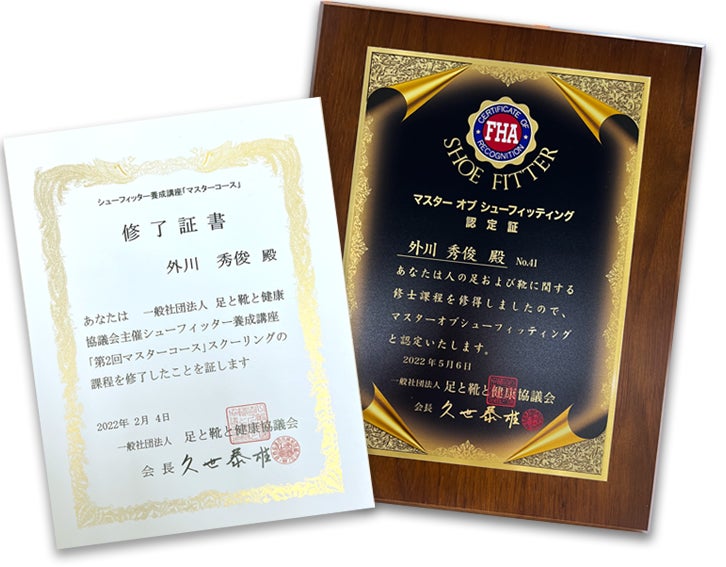 シューフィッター養成講座「マスターコース」
修了証書
外川 秀俊 殿
あなたは 一般社団法人 足と靴と健康
協議会主催シューフィッター養成講座
「第2回マスターコース」スクーリングの
課程を修了したことを証します
2022年 2月 4日
一般社団法人 足と靴と健康協議会
会長 久世泰雄
CERTIFICATE OF
FHA
RECOGNITION
SHOE FITTER
マスター オブ シューフィッティング
認定証
外川 秀俊 殿 No.41
あなたは人の足および靴に関する
修士課程を修得しましたので、
マスターオブシューフィッティング
と認定いたします。
2022年5月6日
一般社団法人 足と靴と健康協議会
会長 久世泰雄